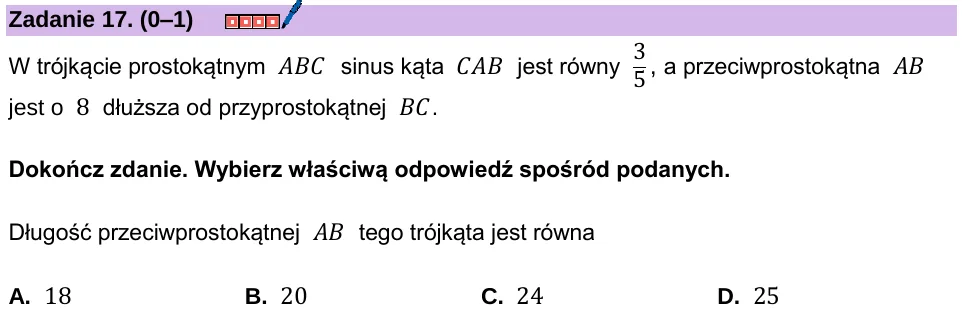 Zadanie 17. (0–1)
W trójkącie prostokątnym ABC sinus kąta CAB jest równy 3/5, a przeciwprostokątna AB
jest o 8 dłuższa od przyprostokątnej BC.
Dokończ zdanie. Wybierz właściwą odpowiedź spośród podanych.
Długość przeciwprostokątnej AB tego trójkąta jest równa
A. 18 B. 20 C. 24 D. 25